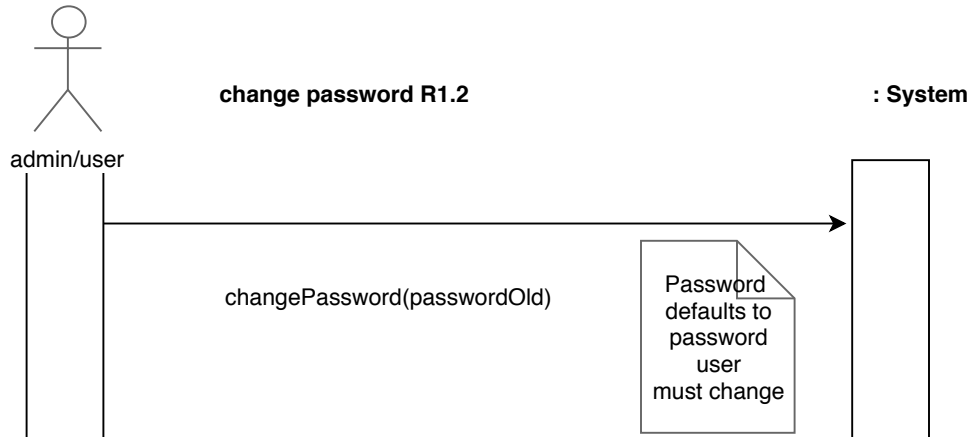 change password R1.2
: System
admin/user
changePassword(passwordOld)
Password
defaults to
password
user
must change